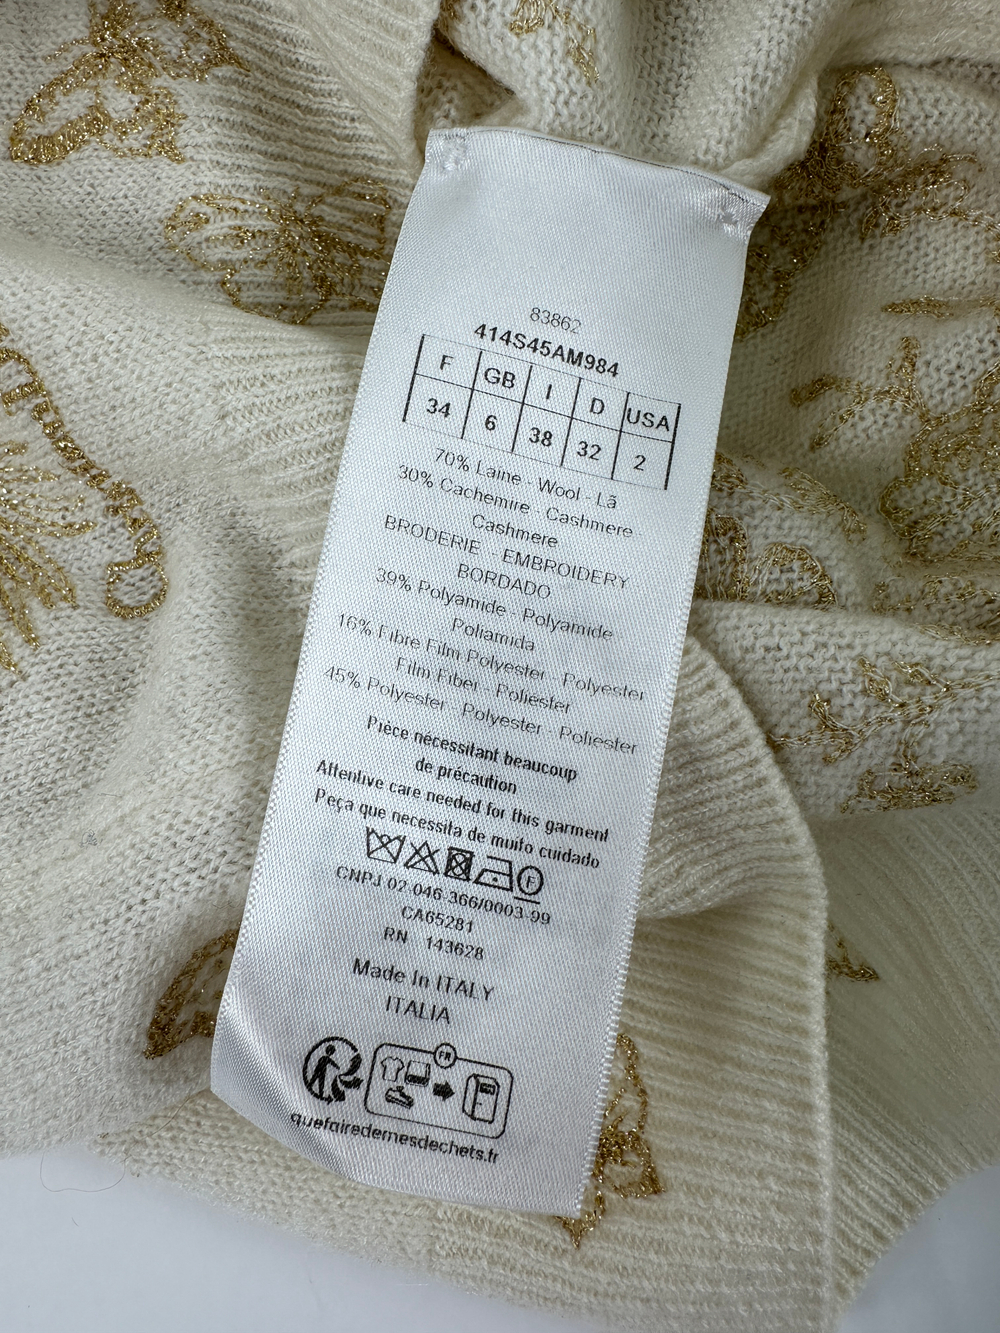 83862
414S45AM984
F GB I D USA
34 6 38 32 2
70% Laine - Wool - Lã
30% Cachemire - Cashmere
Cashmere
BRODERIE - EMBROIDERY
BORDADO
39% Polyamide - Polyamide
Poliamida
16% Fibre Film Polyester - Polyester
Film Fiber - Poliester
45% Polyester - Polyester - Poliester
Pièce nécessitant beaucoup
de précaution
Attentive care needed for this garment
Peça que necessita de muito cuidado
F
CNPJ 02 046-366/0003-99
CA65281
RN 143628
Made In ITALY
ITALIA
FR
quefairedemesdechets.fr